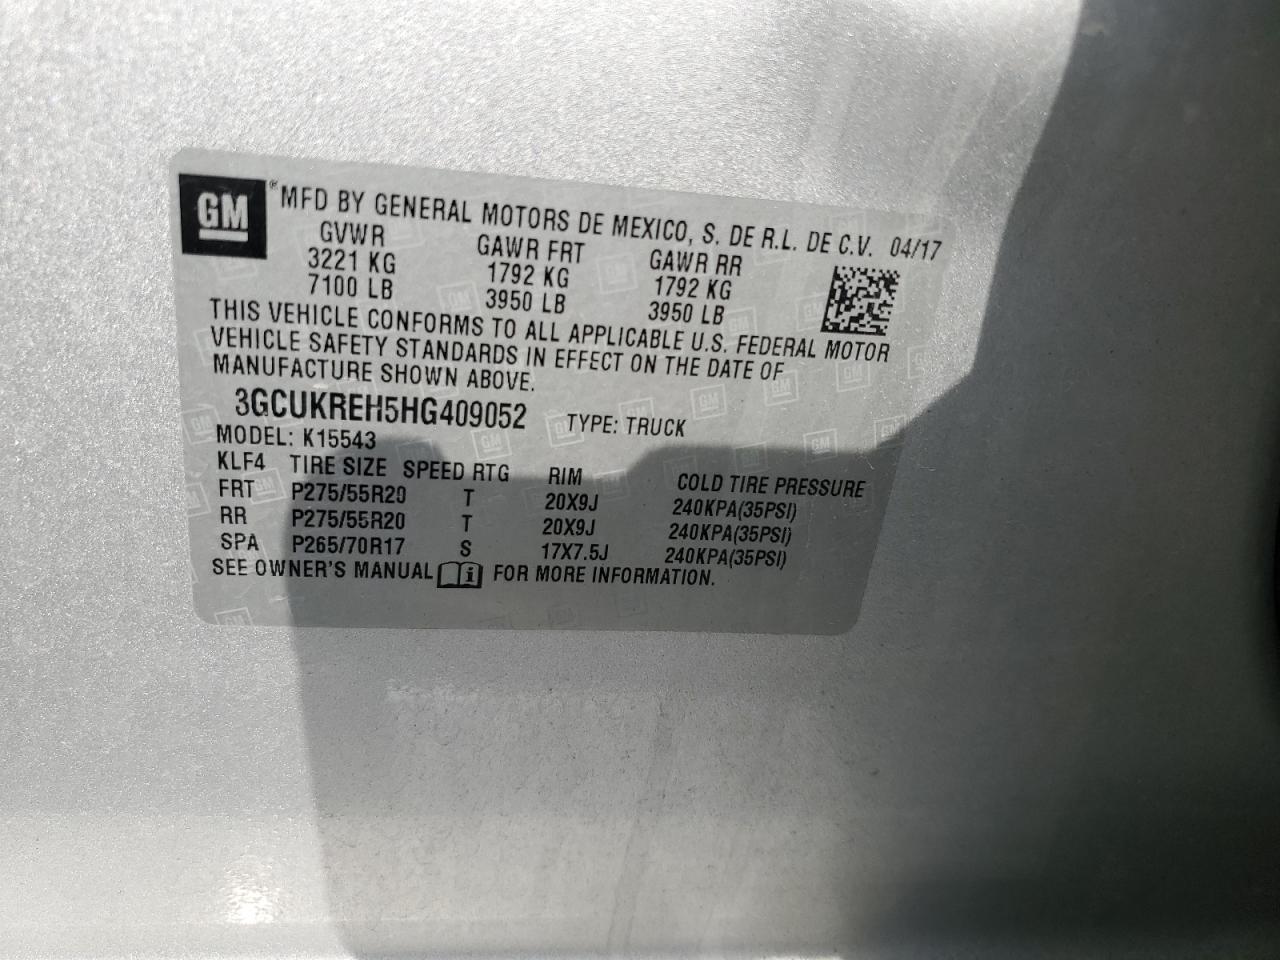 GM® MFD BY GENERAL MOTORS DE MEXICO, S. DE R.L. DE C.V. 04/17
GVWR GAWR FRT GAWR RR
3221 KG 1792 KG 1792 KG
7100 LB 3950 LB 3950 LB
THIS VEHICLE CONFORMS TO ALL APPLICABLE U.S. FEDERAL MOTOR
VEHICLE SAFETY STANDARDS IN EFFECT ON THE DATE OF
MANUFACTURE SHOWN ABOVE.
3GCUKREH5HG409052 TYPE: TRUCK
MODEL: K15543
KLF4 TIRE SIZE SPEED RTG RIM COLD TIRE PRESSURE
FRT P275/55R20 T 20X9J 240KPA(35PSI)
RR P275/55R20 T 20X9J 240KPA(35PSI)
SPA P265/70R17 S 17X7.5J 240KPA(35PSI)
SEE OWNER'S MANUAL i FOR MORE INFORMATION.